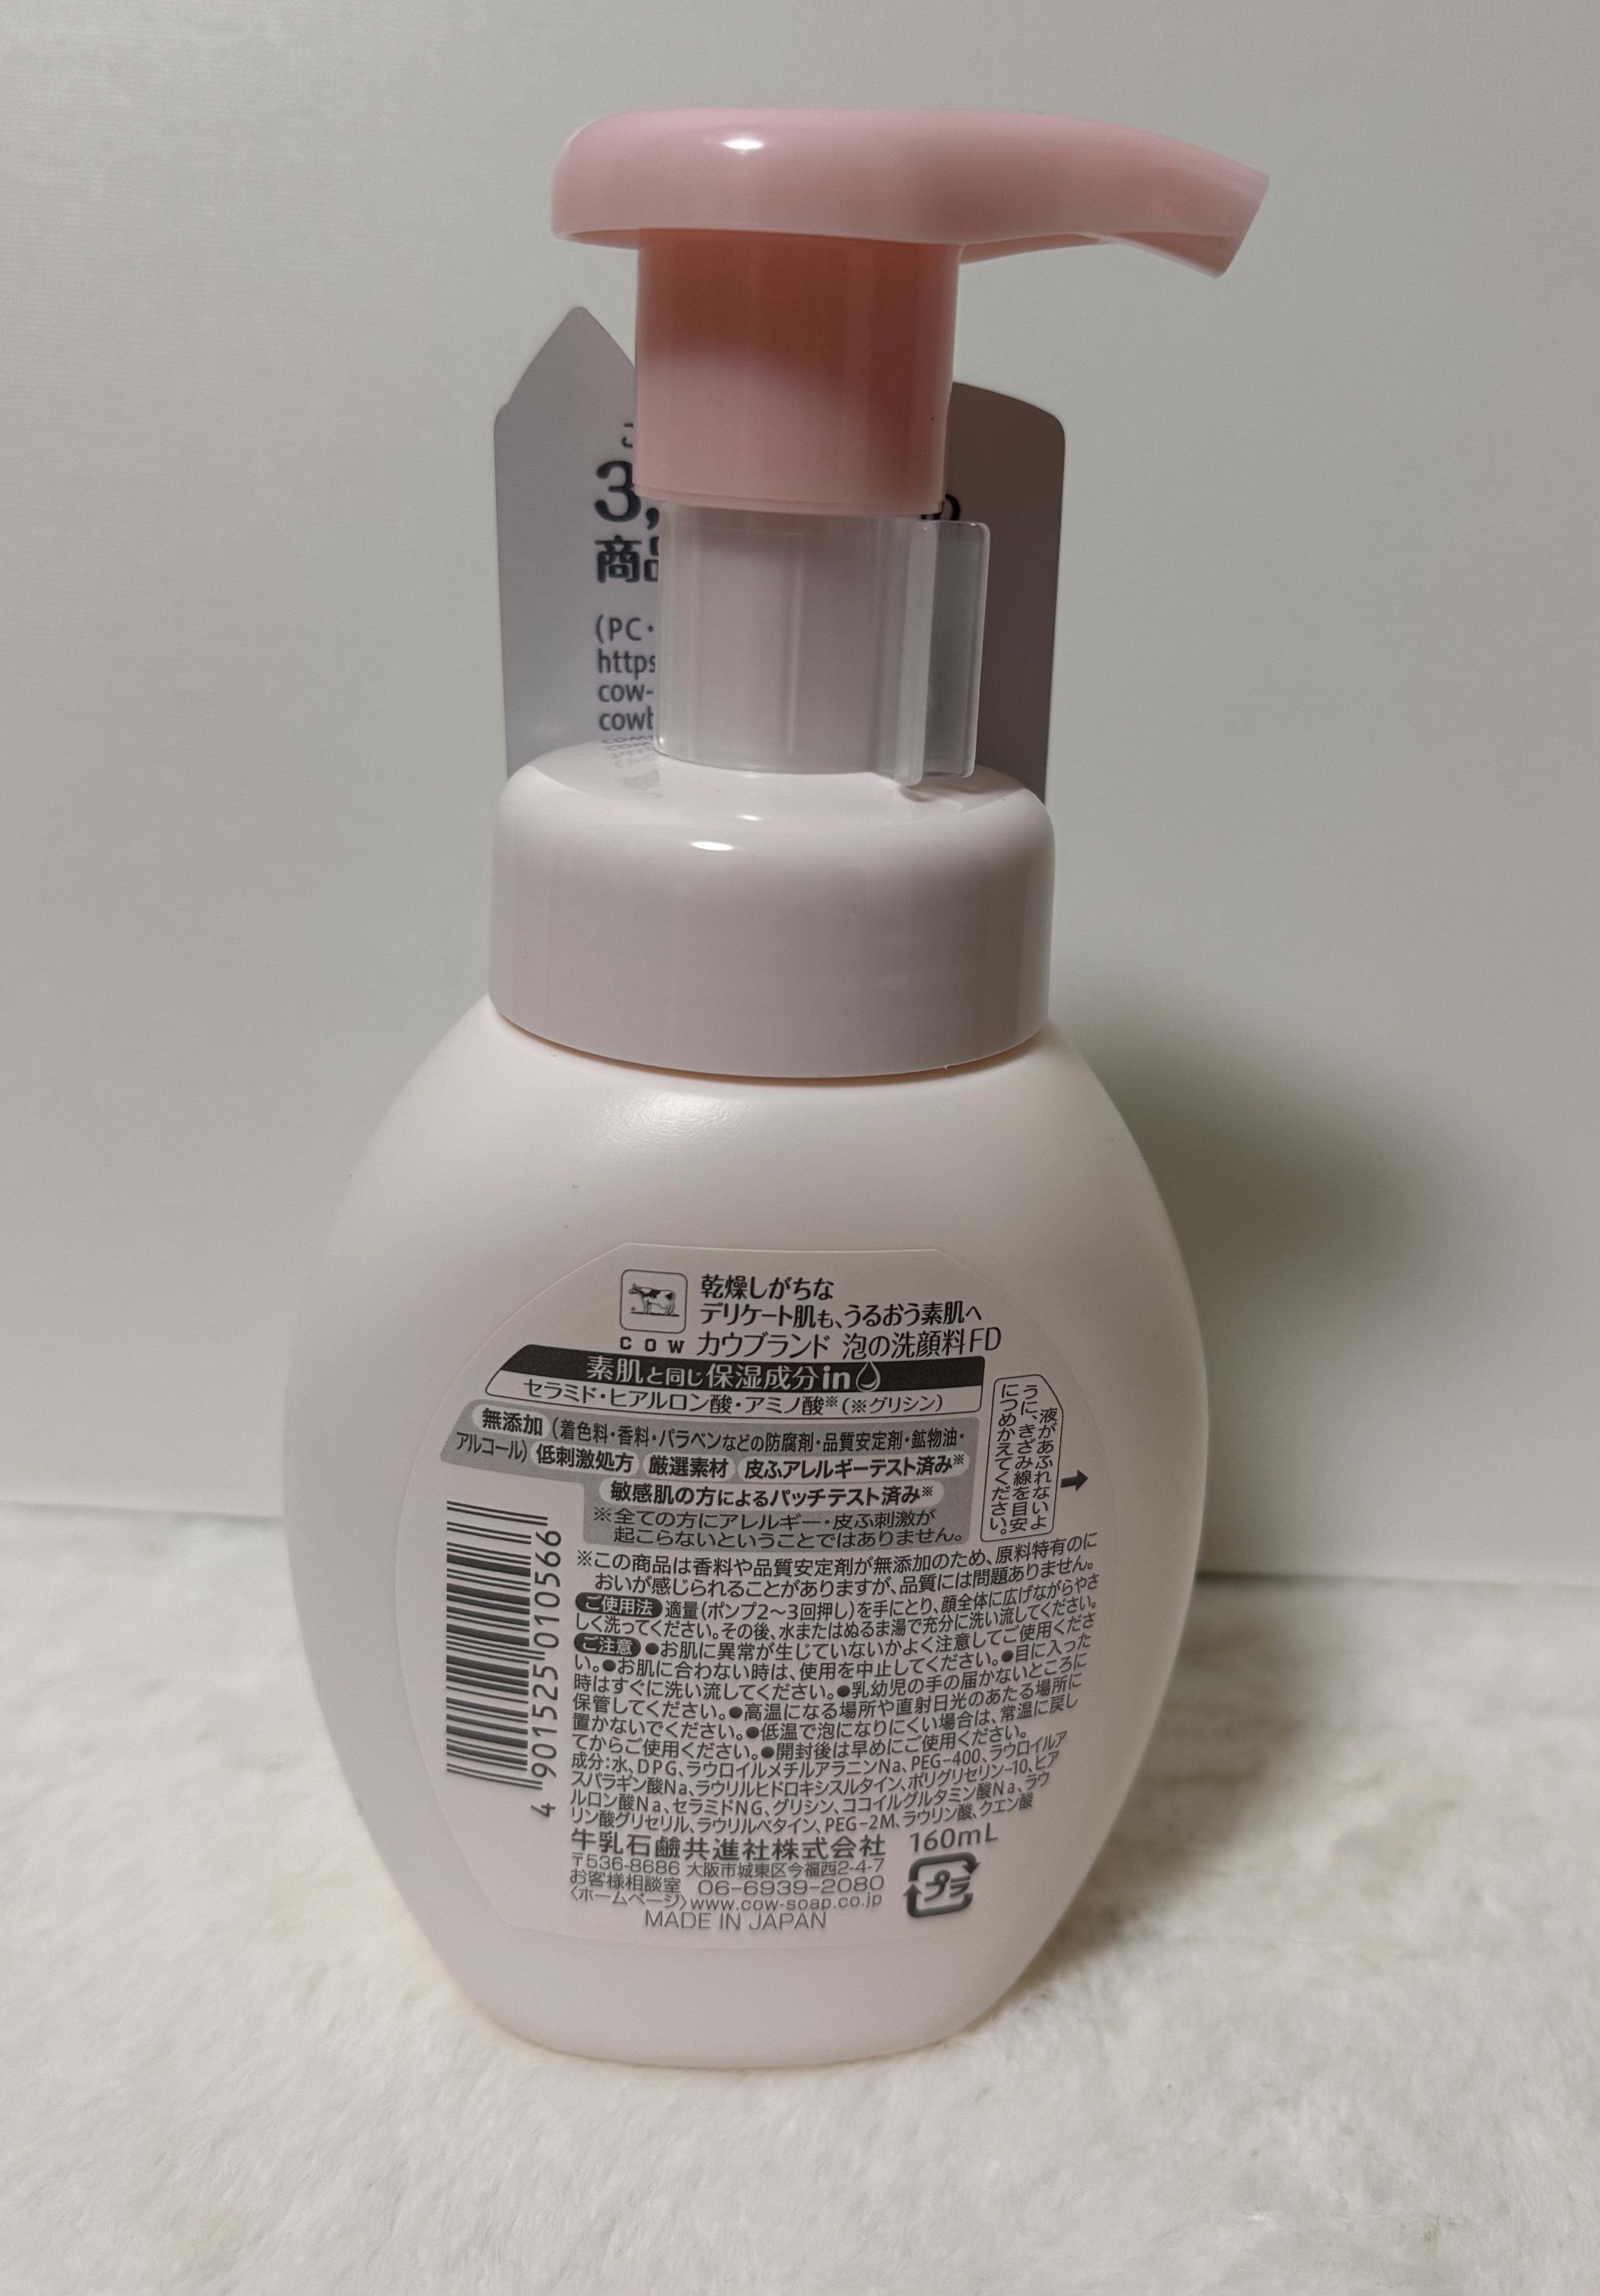 3,
商品
(PC・
https
cow-
cowb
乾燥しがちな
デリケート肌も、うるおう素肌へ
COW カウブランド 泡の洗顔料FD
素肌と同じ保湿成分in
セラミド・ヒアルロン酸・アミノ酸※(※グリシン)
無添加(着色料・香料・パラベンなどの防腐剤・品質安定剤・鉱物油・
アルコール) 低刺激処方 厳選素材 皮ふアレルギーテスト済み※
敏感肌の方によるパッチテスト済み※
※全ての方にアレルギー・皮ふ刺激が
起こらないということではありません。
液があふれないよ
うに、きざみ線を目安
につめかえてください。
※この商品は香料や品質安定剤が無添加のため、原料特有のに
おいが感じられることがありますが、品質には問題ありません。
ご使用法 適量(ポンプ2〜3回押し)を手にとり、顔全体に広げながらやさ
しく洗ってください。その後、水またはぬるま湯で充分に洗い流してください。
ご注意 ●お肌に異常が生じていないかよく注意してご使用くださ
い。●お肌に合わない時は、使用を中止してください。●目に入った
時はすぐに洗い流してください。●乳幼児の手の届かないところに
保管してください。●高温になる場所や直射日光のあたる場所に
置かないでください。●低温で泡になりにくい場合は、常温に戻し
てからご使用ください。●開封後は早めにご使用ください。
成分:水、DPG、ラウロイルメチルアラニンNa、PEG-400、ラウロイルア
スパラギン酸Na、ラウリルヒドロキシスルタイン、ポリグリセリン-10、ヒア
ルロン酸Na、セラミドNG、グリシン、ココイルグルタミン酸Na、ラウ
リン酸グリセリル、ラウリルベタイン、PEG-2M、ラウリン酸、クエン酸
牛乳石鹼共進社株式会社
〒536-8686 大阪市城東区今福西2-4-7
お客様相談室 06-6939-2080
〈ホームページ〉www.cow-soap.co.jp
MADE IN JAPAN
160mL
プラ
4 901525 010566